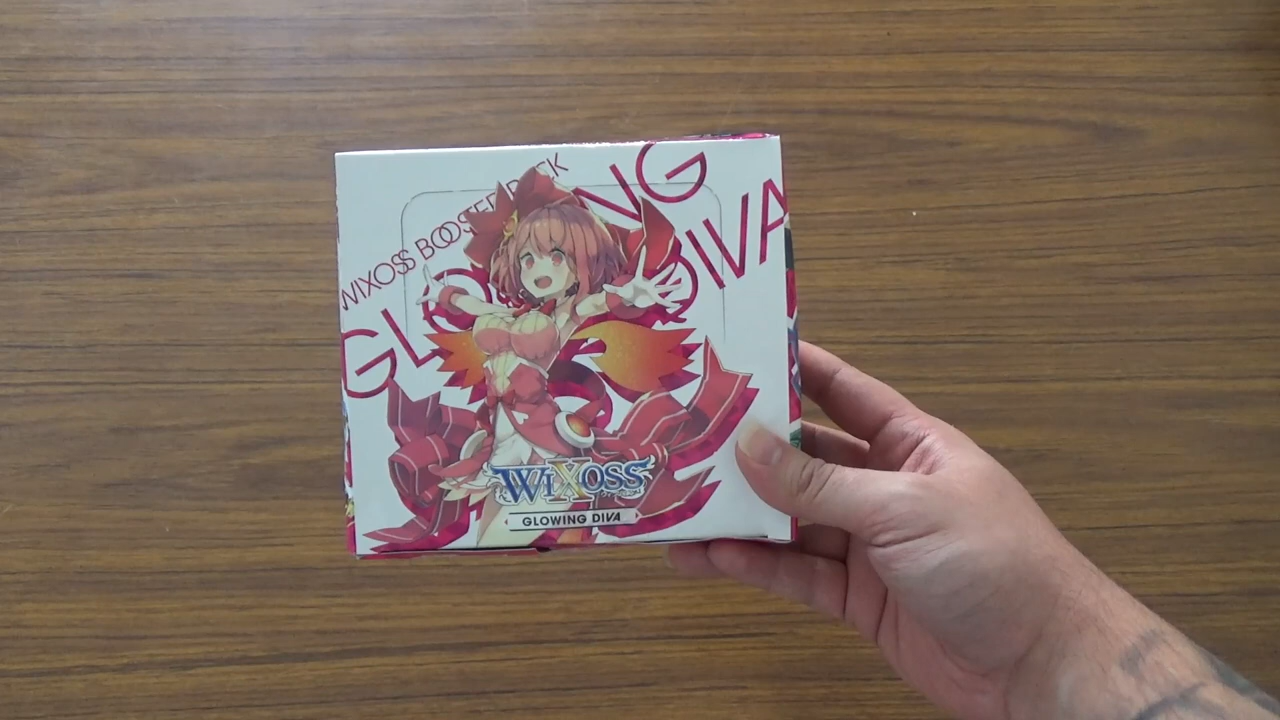 WIXOSS BOOSTER PACK
GLOWING
DIVA
WIXOSS
GLOWING DIVA